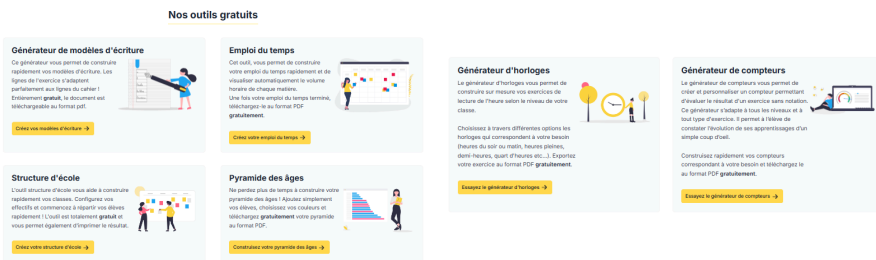 Nos outils gratuits
Générateur de modèles d'écriture
Ce générateur vous permet de construire
rapidement vos modèles d'écriture. Les
lignes de l'exercice s'adaptent
parfaitement aux lignes du cahier !
Entièrement gratuit, le document est
téléchargeable au format pdf.
Créez vos modèles d'écriture →
Emploi du temps
Cet outil, vous permet de construire
votre emploi du temps rapidement et de
visualiser automatiquement le volume
horaire de chaque matière.
Une fois votre emploi du temps terminé,
téléchargez-le au format PDF
gratuitement.
Créez votre emploi du temps →
Structure d'école
L'outil structure d'école vous aide à construire
rapidement vos classes. Configurez vos
effectifs et commencez à répartir vos élèves
rapidement ! L'outil est totalement gratuit et
vous permet également d'imprimer le résultat.
Créez votre structure d'école →
Pyramide des âges
Ne perdez plus de temps à construire votre
pyramide des âges ! Ajoutez simplement
vos élèves, choisissez vos couleurs et
téléchargez gratuitement votre pyramide
au format PDF.
Construisez votre pyramide des âges →
Générateur d'horloges
Le générateur d'horloges vous permet de
construire sur mesure vos exercices de
lecture de l'heure selon le niveau de votre
classe.
Choisissez à travers différentes options les
horloges qui correspondent à votre besoin
(heures du soir ou matin, heures pleines,
demi-heures, quart d'heures etc...). Exportez
votre exercice au format PDF gratuitement.
Essayez le générateur d'horloges →
Générateur de compteurs
Le générateur de compteurs vous permet de
créer et personnaliser un compteur permettant
d'évaluer le résultat d'un exercice sans notation.
Ce générateur s'adapte à tous les niveaux et à
tout type d'exercice. Il permet à l'élève de
constater l'évolution de ses apprentissages d'un
simple coup d'oeil.
Construisez rapidement vos compteurs
correspondant à votre besoin et téléchargez le
au format PDF gratuitement.
Essayez le générateur de compteurs →